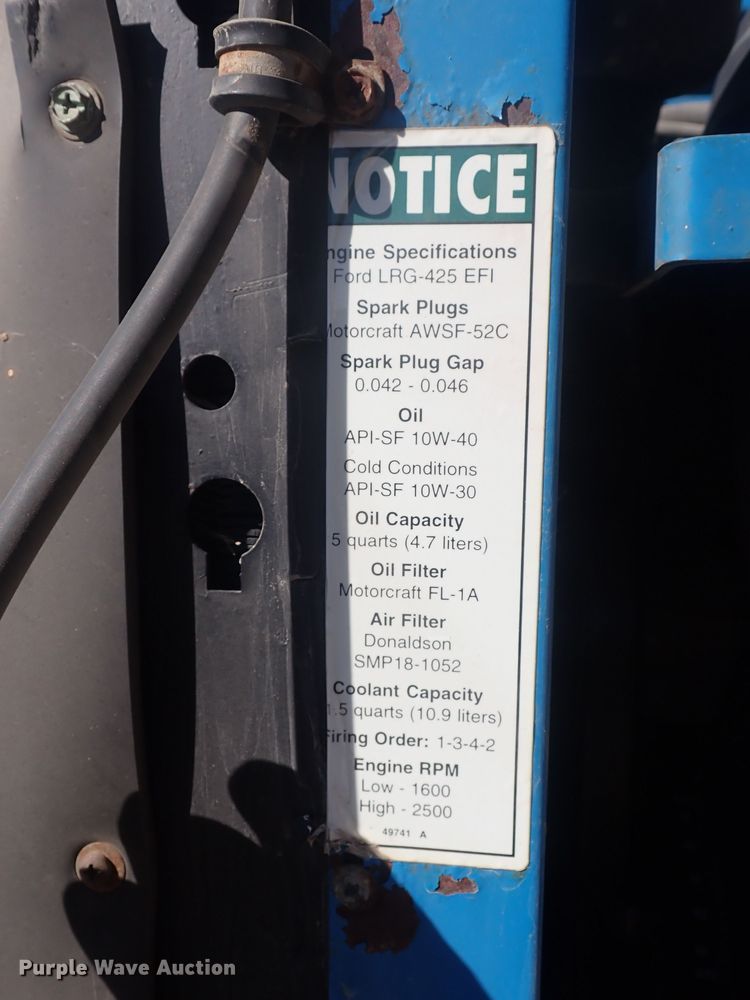 NOTICE
ngine Specifications
Ford LRG-425 EFI
Spark Plugs
Motorcraft AWSF-52C
Spark Plug Gap
0.042 - 0.046
Oil
API-SF 10W-40
Cold Conditions
API-SF 10W-30
Oil Capacity
5 quarts (4.7 liters)
Oil Filter
Motorcraft FL-1A
Air Filter
Donaldson
SMP18-1052
Coolant Capacity
1.5 quarts (10.9 liters)
Firing Order: 1-3-4-2
Engine RPM
Low - 1600
High - 2500
49741 A
Purple Wave Auction